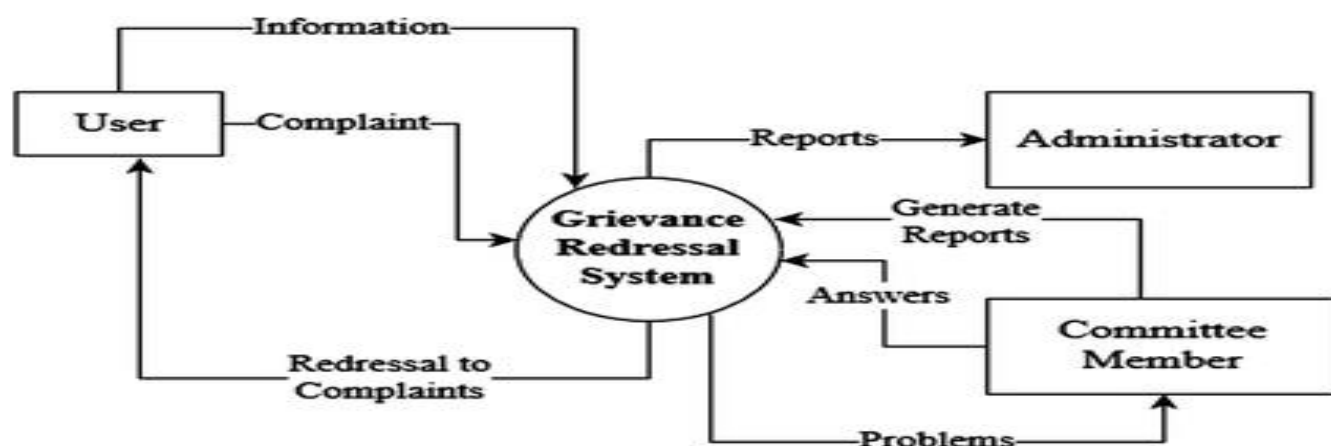 Information
User
Complaint
Reports
Administrator
Grievance
Redressal
System
Generate
Reports
Answers
Committee
Member
Redressal to
Complaints
Problems